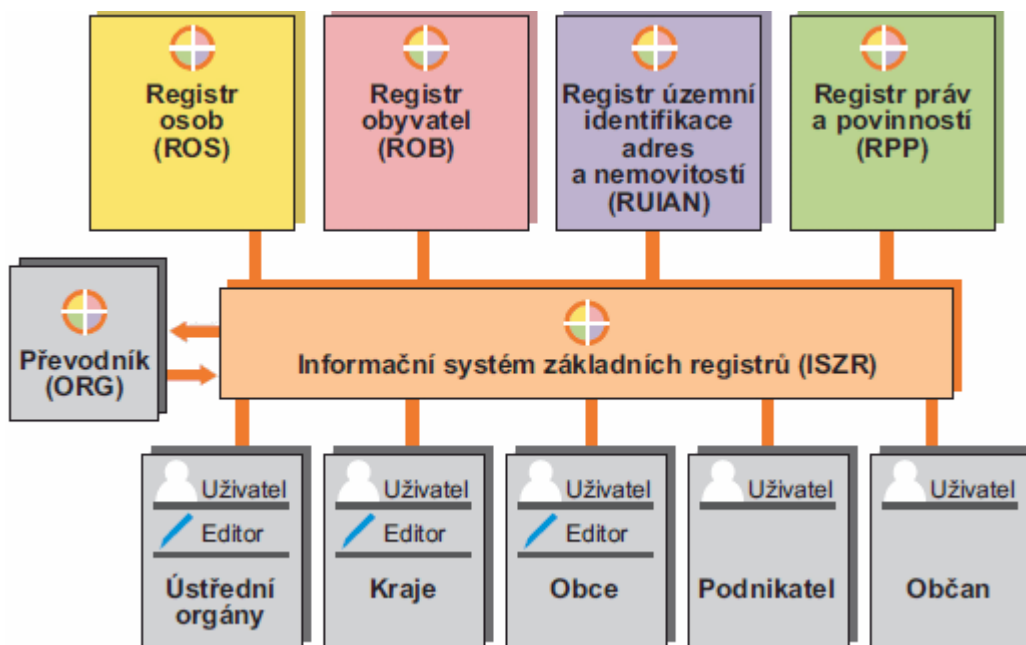 Registr
osob
(ROS)
Registr
obyvatel
(ROB)
Registr územní
identifikace
adres
a nemovitostí
(RUIAN)
Registr práv
a povinností
(RPP)
Převodník
(ORG)
Informační systém základních registrů (ISZR)
Uživatel
Editor
Ústřední
orgány
Uživatel
Editor
Kraje
Uživatel
Editor
Obce
Uživatel
Podnikatel
Uživatel
Občan